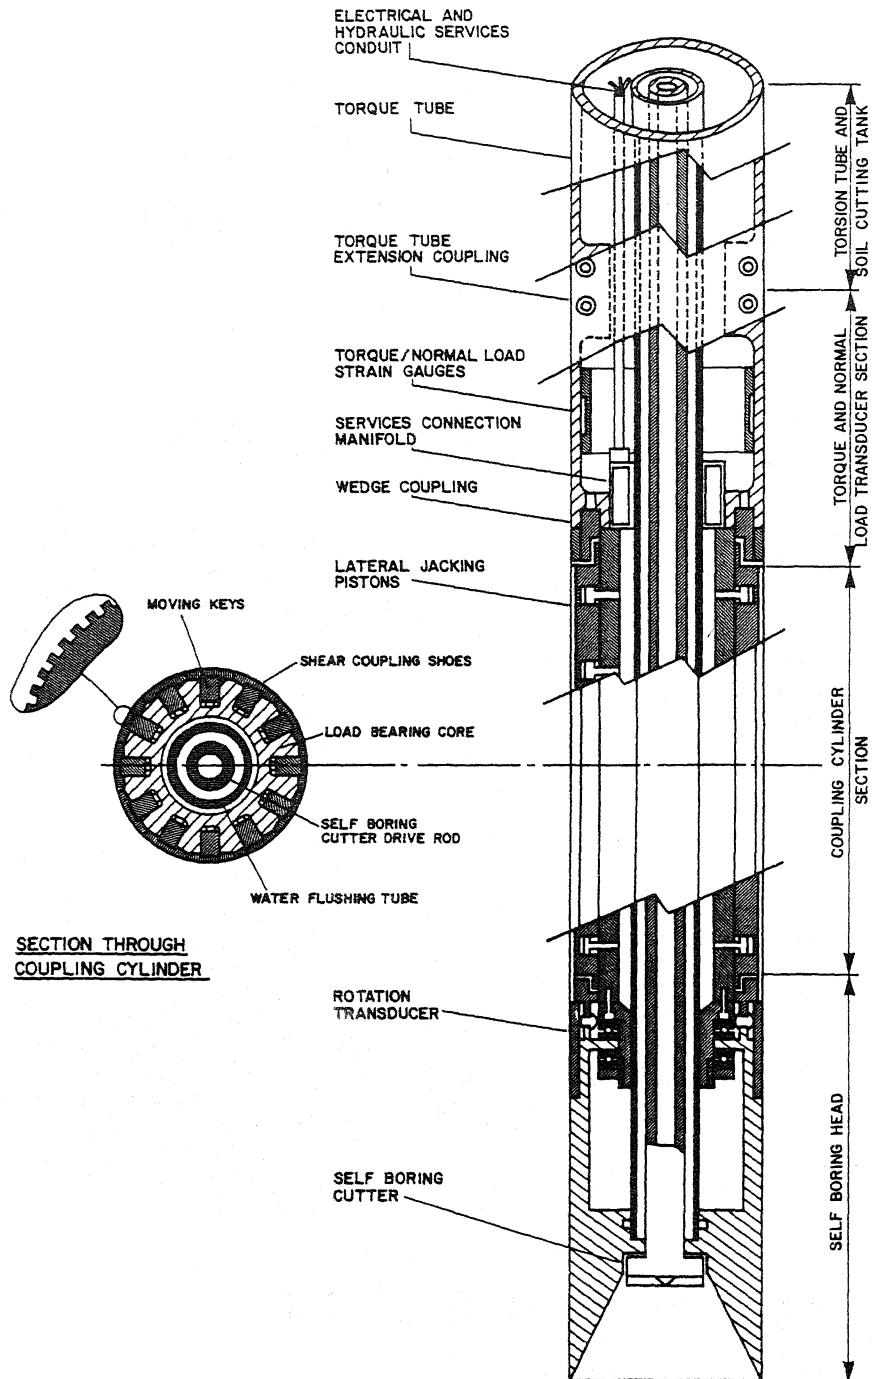 ELECTRICAL AND
HYDRAULIC SERVICES
CONDUIT
TORQUE TUBE
TORQUE TUBE
EXTENSION COUPLING
TORQUE/NORMAL LOAD
STRAIN GAUGES
SERVICES CONNECTION
MANIFOLD
WEDGE COUPLING
LATERAL JACKING
PISTONS
MOVING KEYS
SHEAR COUPLING SHOES
LOAD BEARING CORE
SELF BORING
CUTTER DRIVE ROD
WATER FLUSHING TUBE
SECTION THROUGH
COUPLING CYLINDER
ROTATION
TRANSDUCER
SELF BORING
CUTTER
TORSION TUBE AND
SOIL CUTTING TANK
TORQUE AND NORMAL
LOAD TRANSDUCER SECTION
COUPLING CYLINDER
SECTION
SELF BORING HEAD